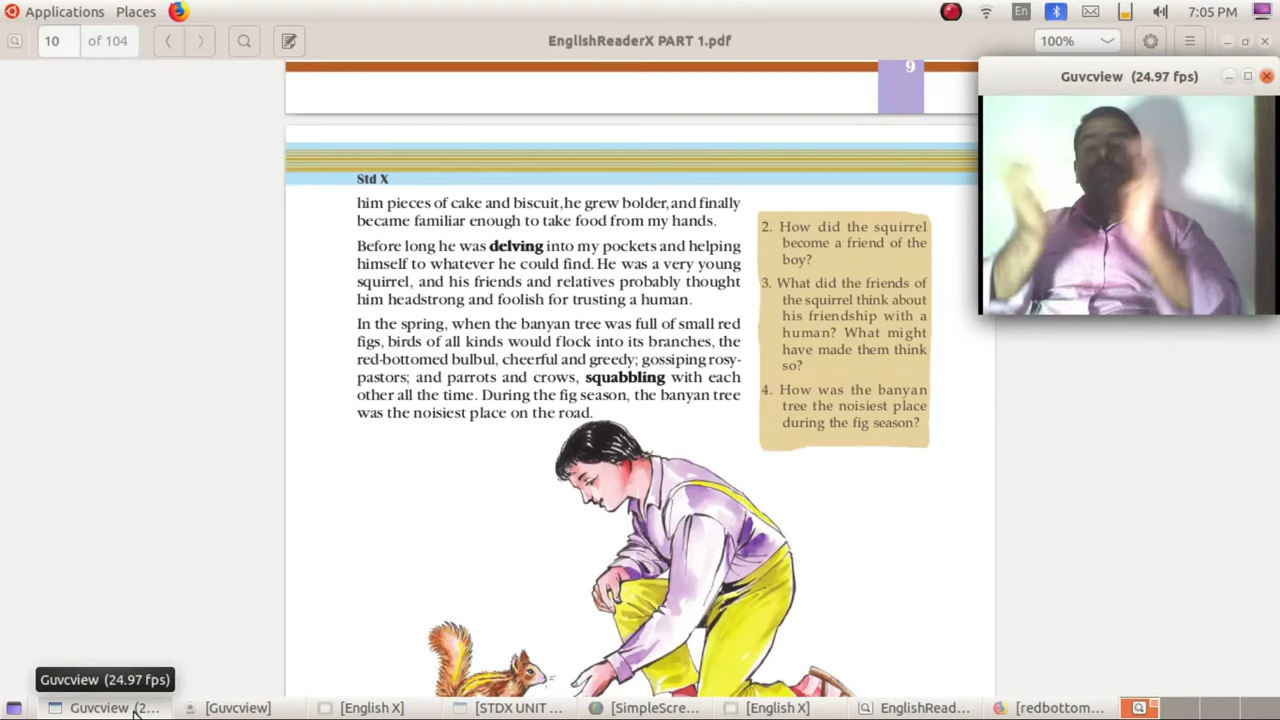 Applications Places En 7:05 PM
10 of 104 EnglishReaderX PART 1.pdf 100%
9
Guvcview (24.97 fps)
Std X
him pieces of cake and biscuit,he grew bolder,and finally
became familiar enough to take food from my hands.
Before long he was delving into my pockets and helping
himself to whatever he could find. He was a very young
squirrel, and his friends and relatives probably thought
him headstrong and foolish for trusting a human.
In the spring, when the banyan tree was full of small red
figs, birds of all kinds would flock into its branches, the
red-bottomed bulbul, cheerful and greedy; gossiping rosy-
pastors; and parrots and crows, squabbling with each
other all the time. During the fig season, the banyan tree
was the noisiest place on the road.
2. How did the squirrel
become a friend of the
boy?
3. What did the friends of
the squirrel think about
his friendship with a
human? What might
have made them think
so?
4. How was the banyan
tree the noisiest place
during the fig season?
Guvcview (24.97 fps)
Guvcview (2... [Guvcview] [English X] [STDX UNIT ... [SimpleScre... [English X] EnglishRead... [redbottom...